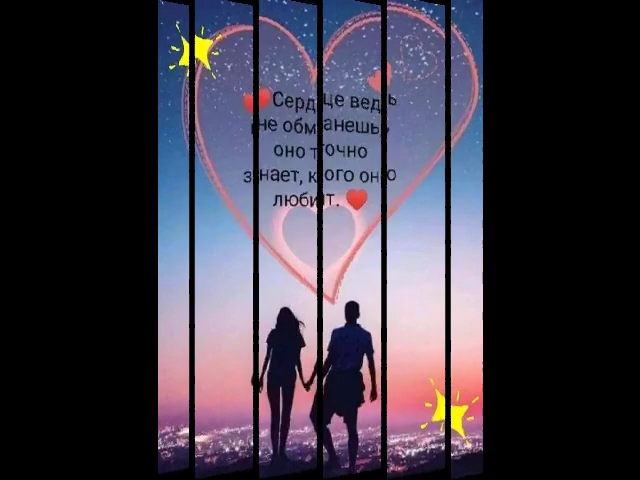 ❤️Сердце ведь
не обманешь,
оно точно
знает, кого оно
любит. ❤️